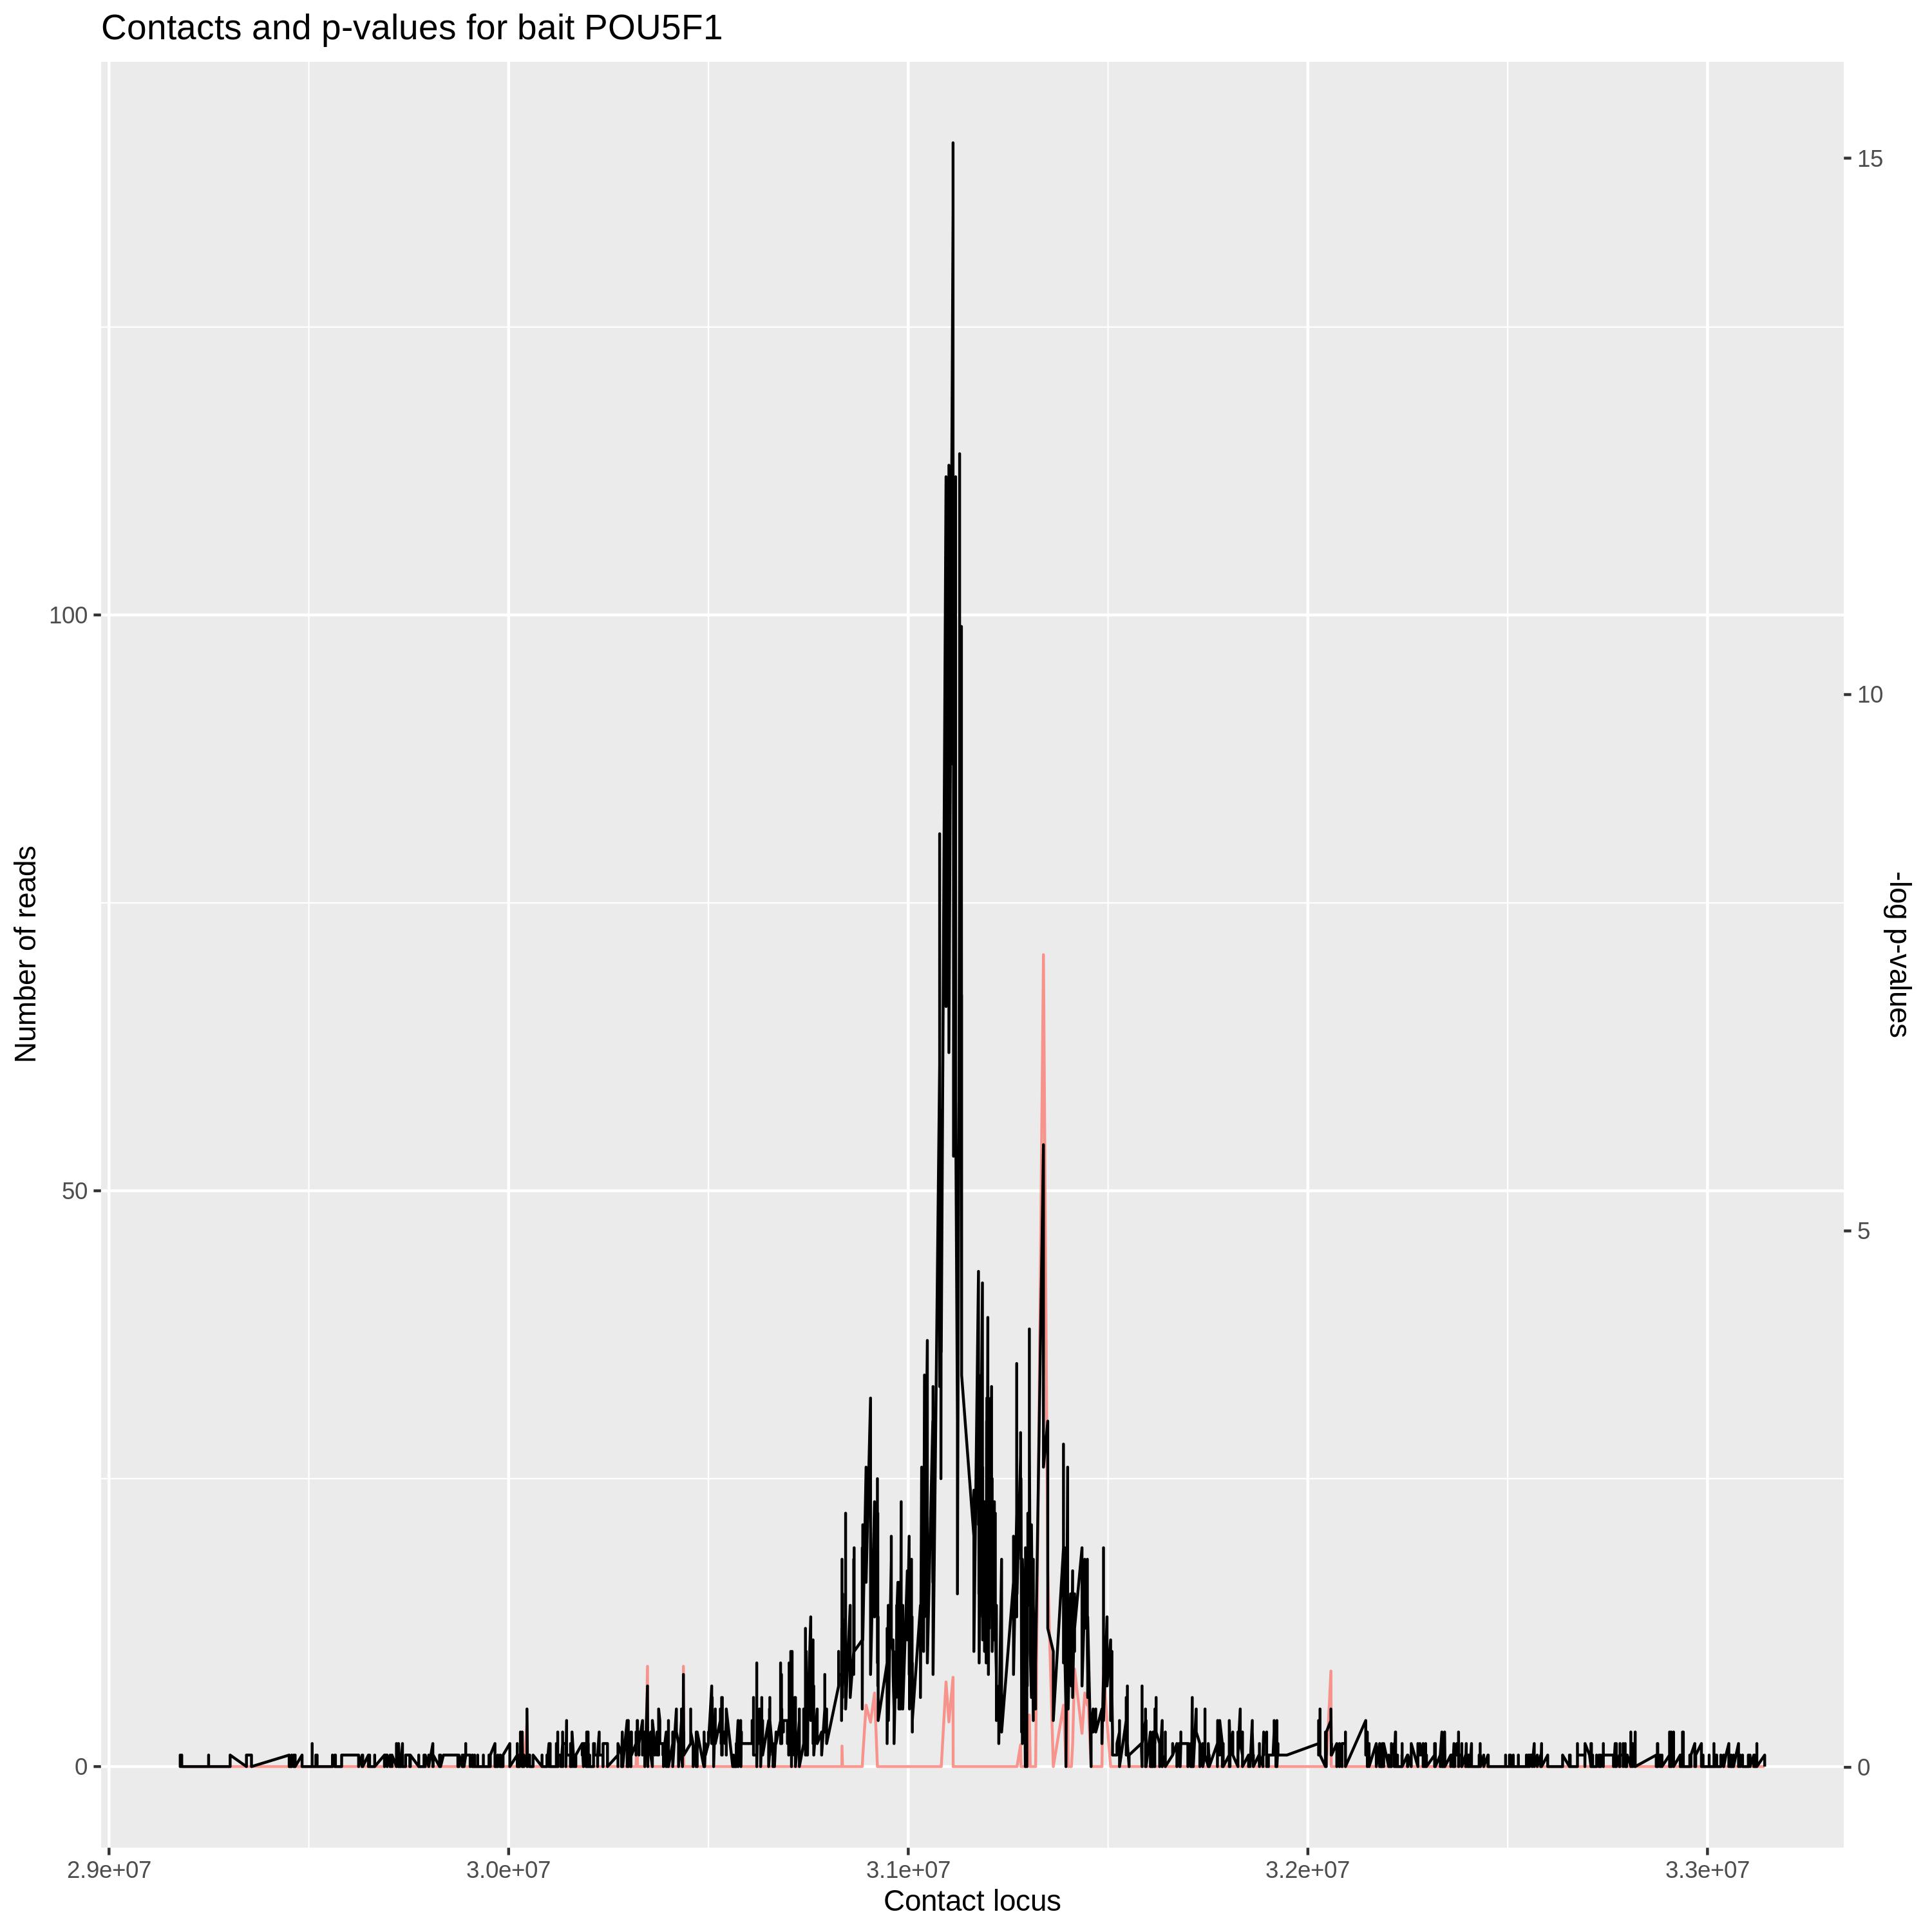 Contacts and p-values for bait POU5F1
Number of reads
100
50
0
15
10
5
0
-log p-values
2.9e+07 3.0e+07 3.1e+07 3.2e+07 3.3e+07
Contact locus